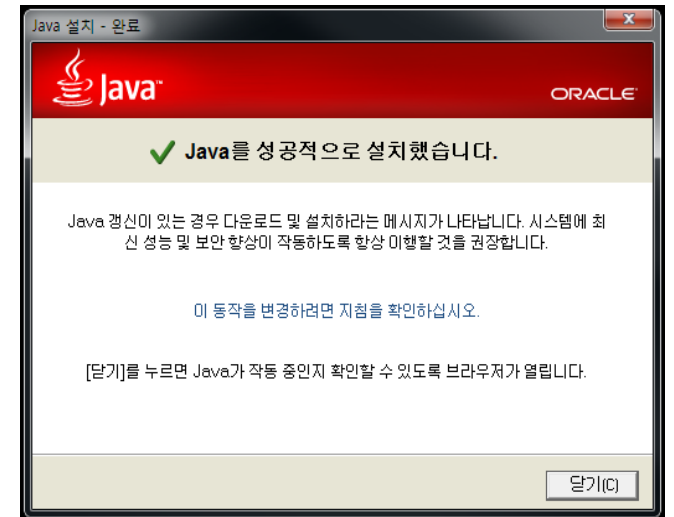 Java 설치 - 완료
Java™
ORACLE
Java를 성공적으로 설치했습니다.
Java 갱신이 있는 경우 다운로드 및 설치하라는 메시지가 나타납니다. 시스템에 최
신 성능 및 보안 향상이 작동하도록 항상 이행할 것을 권장합니다.
이 동작을 변경하려면 지침을 확인하십시오.
[닫기]를 누르면 Java가 작동 중인지 확인할 수 있도록 브라우저가 열립니다.
닫기(C)